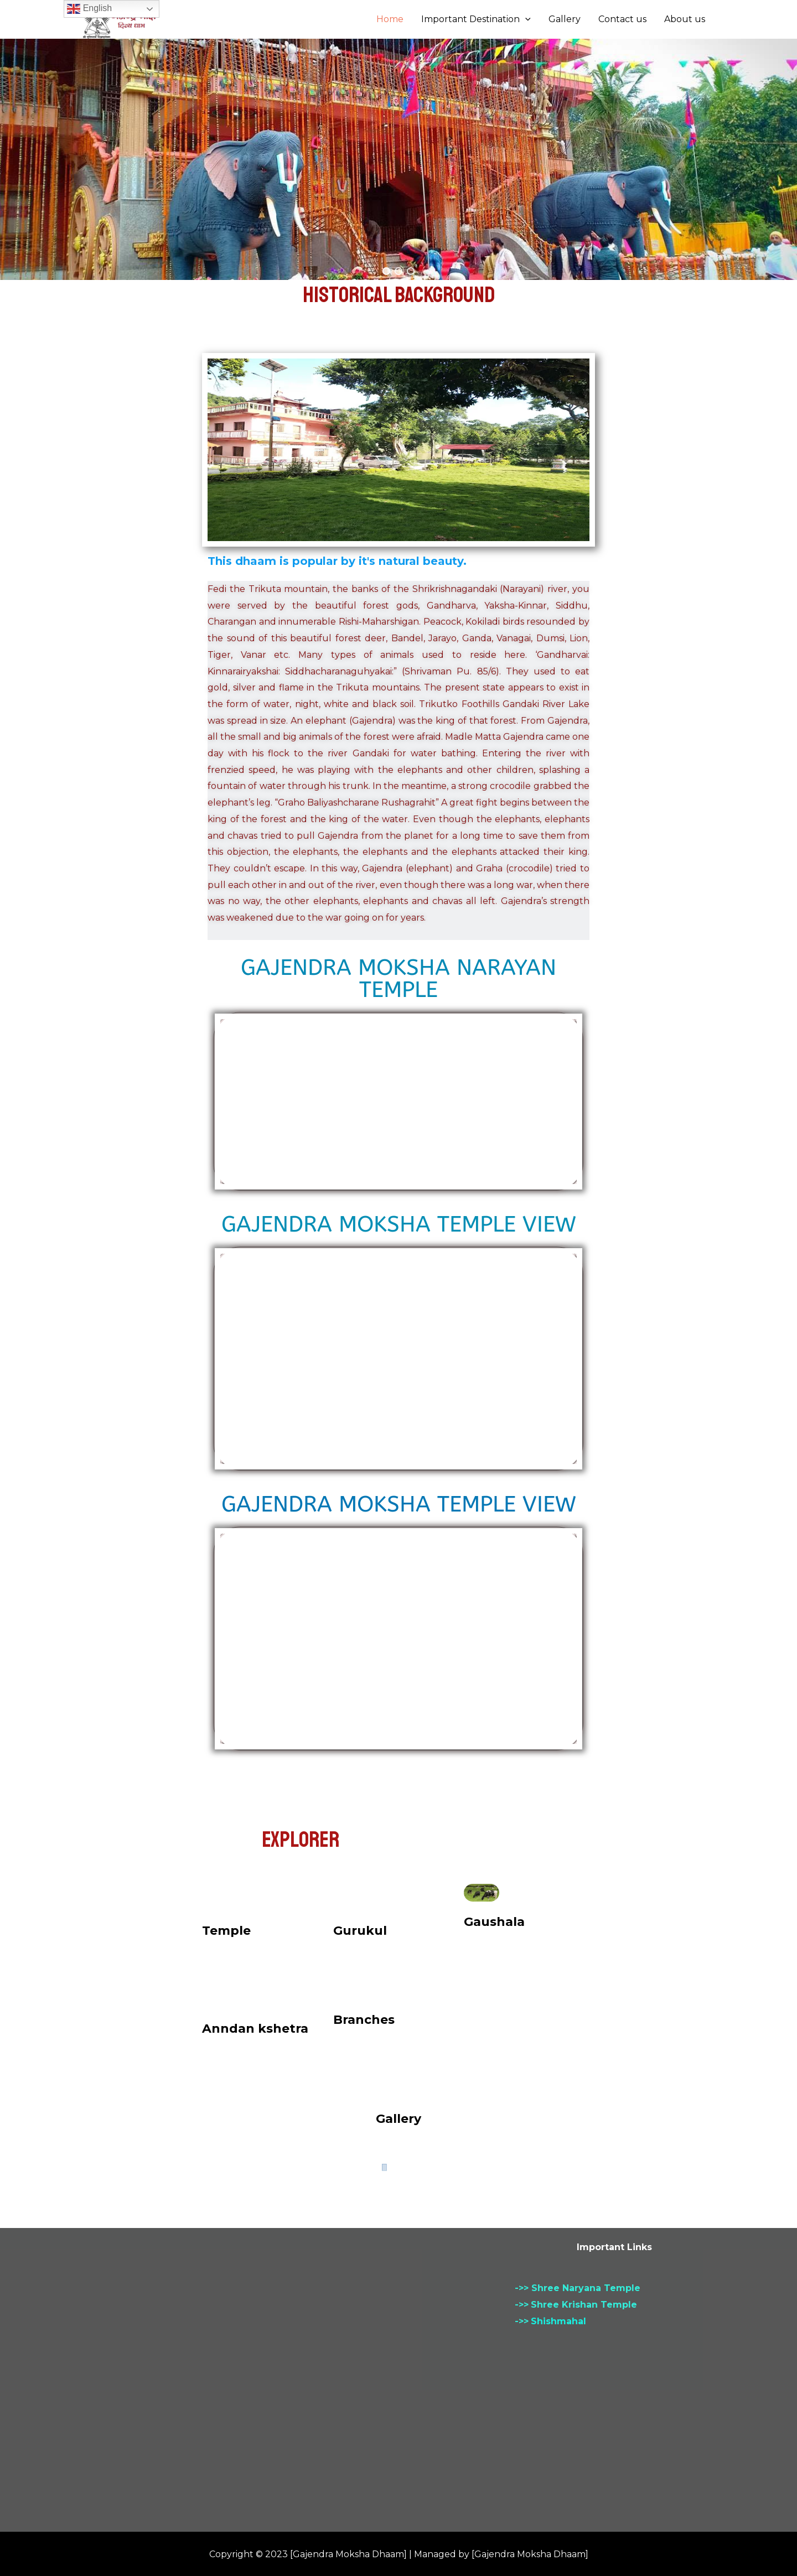 English
दिव्य धाम
Home
Important Destination
Gallery
Contact us
About us
HISTORICAL BACKGROUND
This dhaam is popular by it's natural beauty.
Fedi the Trikuta mountain, the banks of the Shrikrishnagandaki (Narayani) river, you
were served by the beautiful forest gods, Gandharva, Yaksha-Kinnar, Siddhu,
Charangan and innumerable Rishi-Maharshigan. Peacock, Kokiladi birds resounded by
the sound of this beautiful forest deer, Bandel, Jarayo, Ganda, Vanagai, Dumsi, Lion,
Tiger, Vanar etc. Many types of animals used to reside here. ‘Gandharvai:
Kinnarairyakshai: Siddhacharanaguhyakai:” (Shrivaman Pu. 85/6). They used to eat
gold, silver and flame in the Trikuta mountains. The present state appears to exist in
the form of water, night, white and black soil. Trikutko Foothills Gandaki River Lake
was spread in size. An elephant (Gajendra) was the king of that forest. From Gajendra,
all the small and big animals of the forest were afraid. Madle Matta Gajendra came one
day with his flock to the river Gandaki for water bathing. Entering the river with
frenzied speed, he was playing with the elephants and other children, splashing a
fountain of water through his trunk. In the meantime, a strong crocodile grabbed the
elephant’s leg. “Graho Baliyashcharane Rushagrahit” A great fight begins between the
king of the forest and the king of the water. Even though the elephants, elephants
and chavas tried to pull Gajendra from the planet for a long time to save them from
this objection, the elephants, the elephants and the elephants attacked their king.
They couldn’t escape. In this way, Gajendra (elephant) and Graha (crocodile) tried to
pull each other in and out of the river, even though there was a long war, when there
was no way, the other elephants, elephants and chavas all left. Gajendra’s strength
was weakened due to the war going on for years.
GAJENDRA MOKSHA NARAYAN
TEMPLE
GAJENDRA MOKSHA TEMPLE VIEW
GAJENDRA MOKSHA TEMPLE VIEW
EXPLORER
Temple
Gurukul
Gaushala
Anndan kshetra
Branches
Gallery
Important Links
->> Shree Naryana Temple
->> Shree Krishan Temple
->> Shishmahal
Copyright © 2023 [Gajendra Moksha Dhaam] | Managed by [Gajendra Moksha Dhaam]